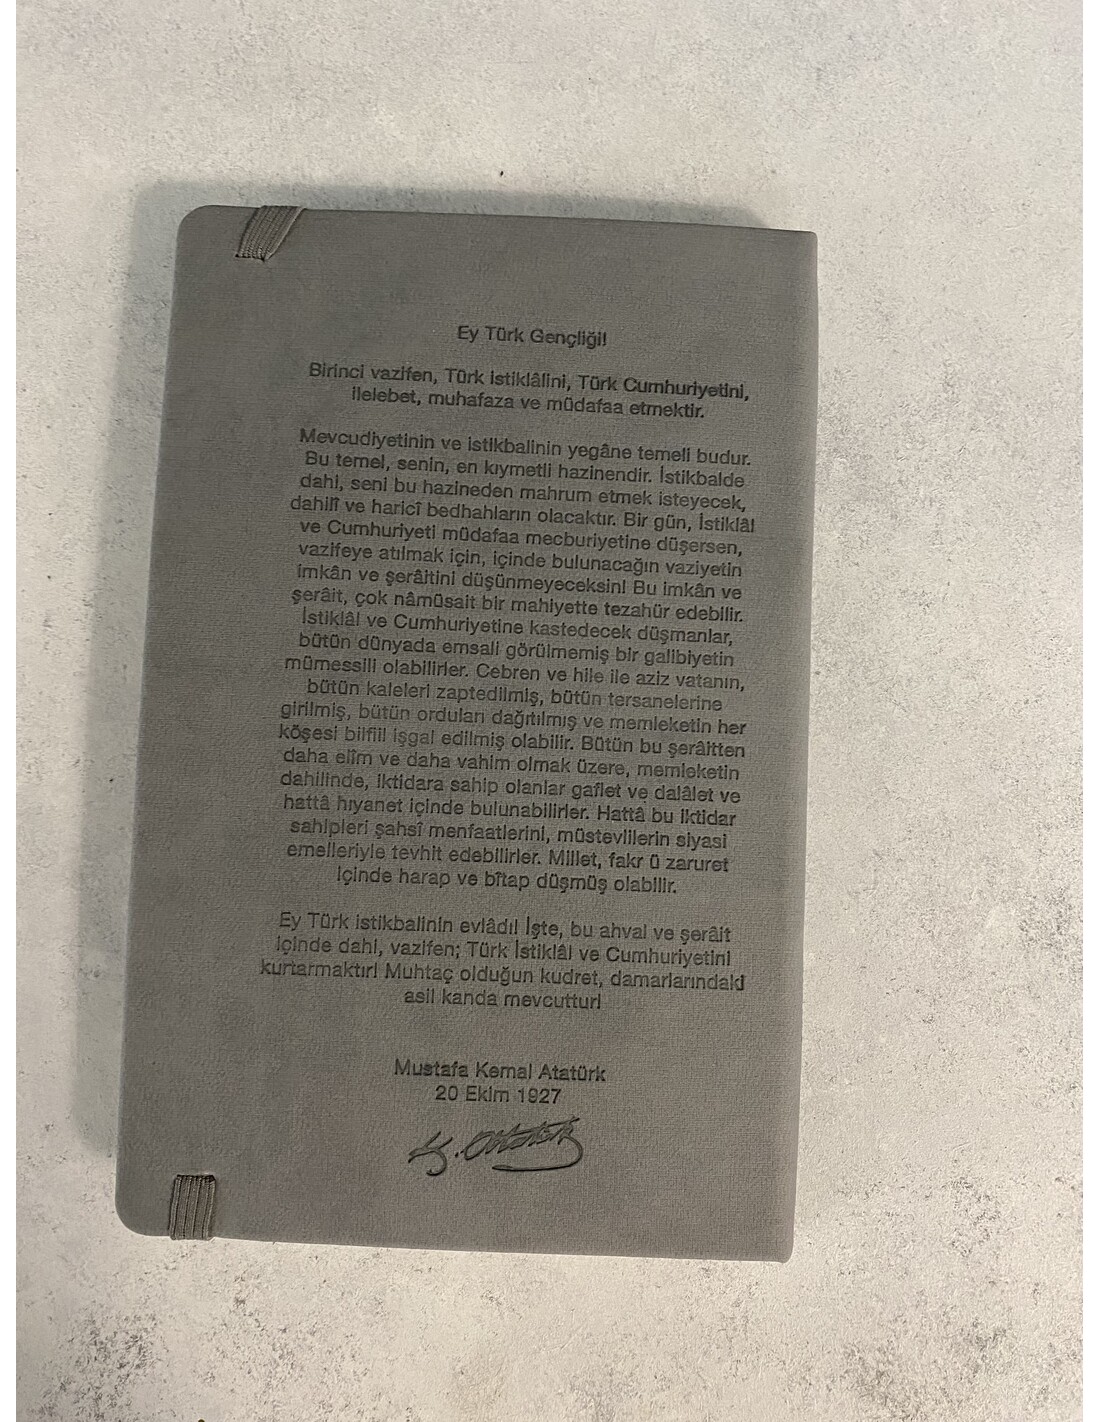 Ey Türk Gençliği!
Birinci vazifen, Türk istiklâlini, Türk Cumhuriyetini,
ilelebet, muhafaza ve müdafaa etmektir.
Mevcudiyetinin ve istikbalinin yegâne temeli budur.
Bu temel, senin, en kıymetli hazinendir. İstikbalde
dahi, seni bu hazineden mahrum etmek isteyecek,
dahilî ve haricî bedhahların olacaktır. Bir gün, İstiklâl
ve Cumhuriyeti müdafaa mecburiyetine düşersen,
vazifeye atılmak için, içinde bulunacağın vaziyetin
imkân ve şerâitini düşünmeyeceksin! Bu imkân ve
şerâit, çok nâmüsait bir mahiyette tezahür edebilir.
İstiklâl ve Cumhuriyetine kastedecek düşmanlar,
bütün dünyada emsali görülmemiş bir galibiyetin
mümessili olabilirler. Cebren ve hile ile aziz vatanın,
bütün kaleleri zaptedilmiş, bütün tersanelerine
girilmiş, bütün orduları dağıtılmış ve memleketin her
köşesi bilfiil işgal edilmiş olabilir. Bütün bu şerâitten
daha elîm ve daha vahim olmak üzere, memleketin
dahilinde, iktidara sahip olanlar gaflet ve dalâlet ve
hattâ hıyanet içinde bulunabilirler. Hattâ bu iktidar
sahipleri şahsî menfaatlerini, müstevlilerin siyasi
emelleriyle tevhit edebilirler. Millet, fakr ü zaruret
içinde harap ve bîtap düşmüş olabilir.
Ey Türk istikbalinin evlâdı! İşte, bu ahval ve şerâit
içinde dahi, vazifen; Türk İstiklâl ve Cumhuriyetini
kurtarmaktır! Muhtaç olduğun kudret, damarlarındaki
asil kanda mevcuttur!
Mustafa Kemal Atatürk
20 Ekim 1927
K. Atatürk